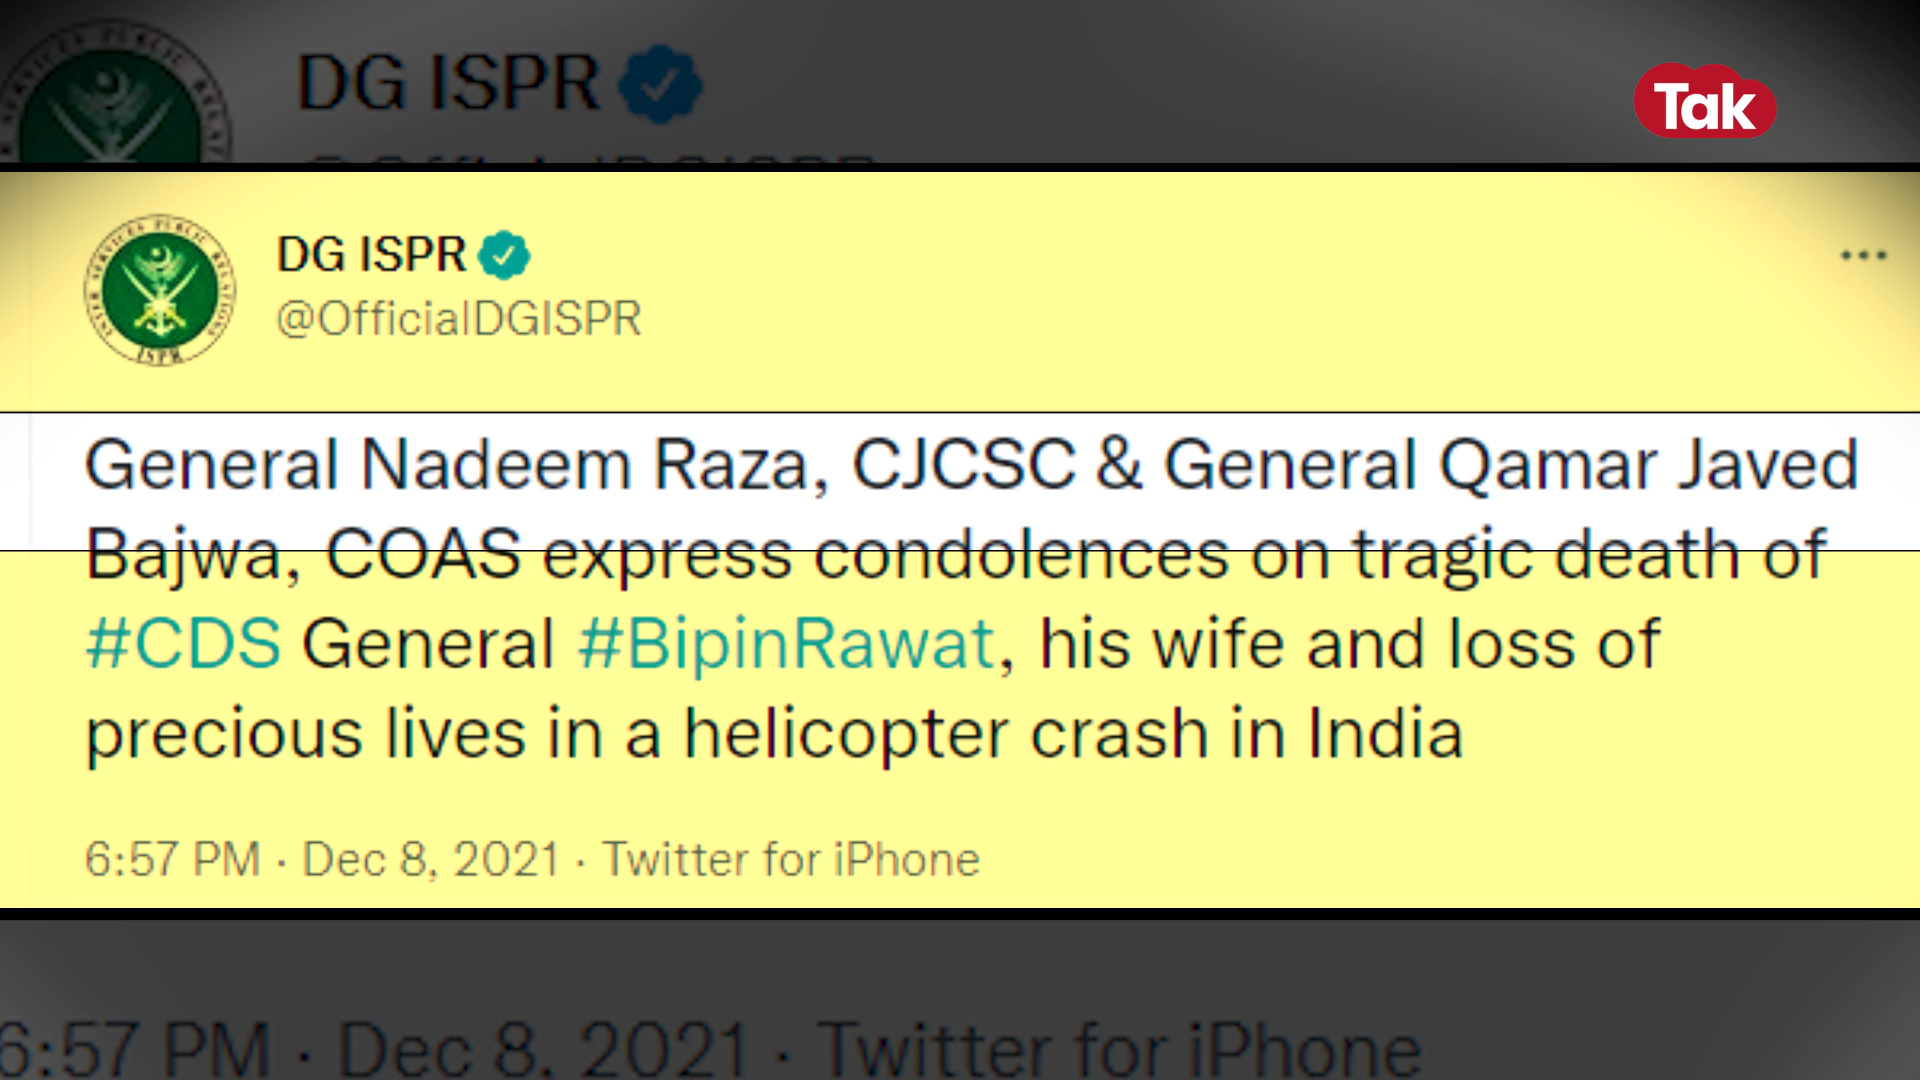 DG ISPR
Tak
DG ISPR
@OfficialDGISPR
ISPR
General Nadeem Raza, CJCSC & General Qamar Javed
Bajwa, COAS express condolences on tragic death of
#CDS General #BipinRawat, his wife and loss of
precious lives in a helicopter crash in India
6:57 PM · Dec 8, 2021 · Twitter for iPhone
6:57 PM · Dec 8, 2021 · Twitter for iPhone